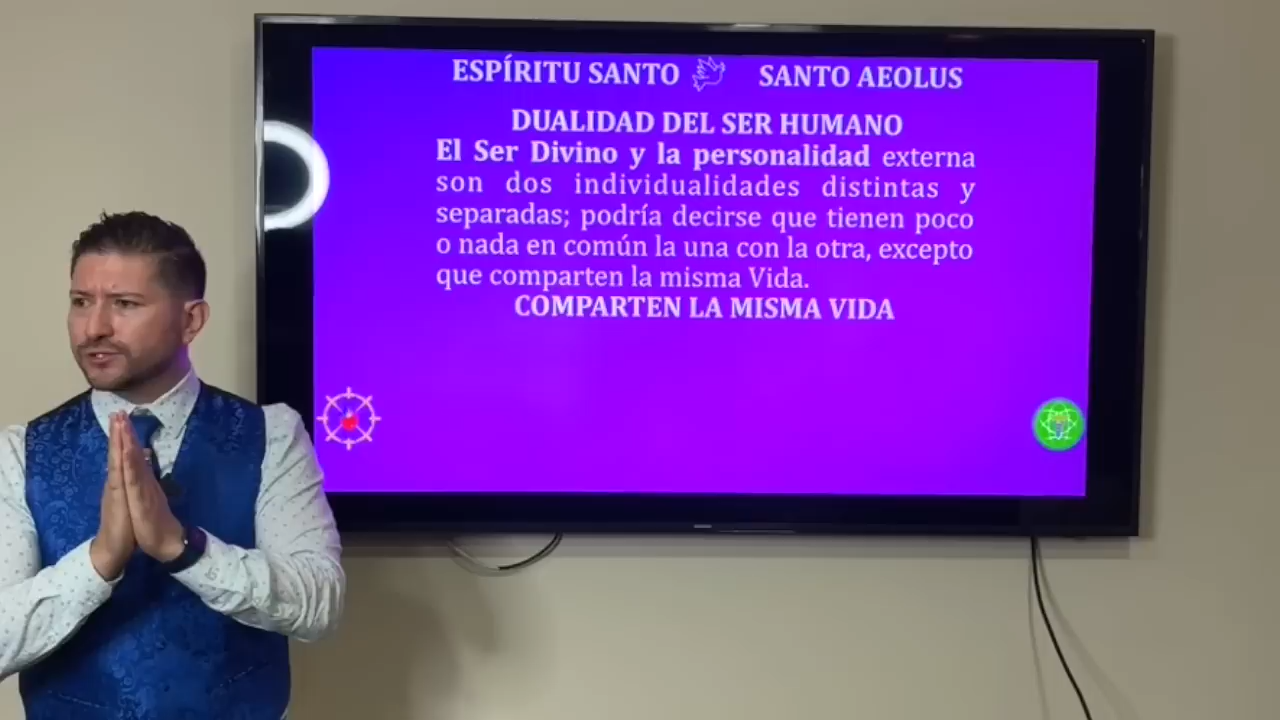 ESPÍRITU SANTO SANTO AEOLUS
DUALIDAD DEL SER HUMANO
El Ser Divino y la personalidad externa
son dos individualidades distintas y
separadas; podría decirse que tienen poco
o nada en común la una con la otra, excepto
que comparten la misma Vida.
COMPARTEN LA MISMA VIDA